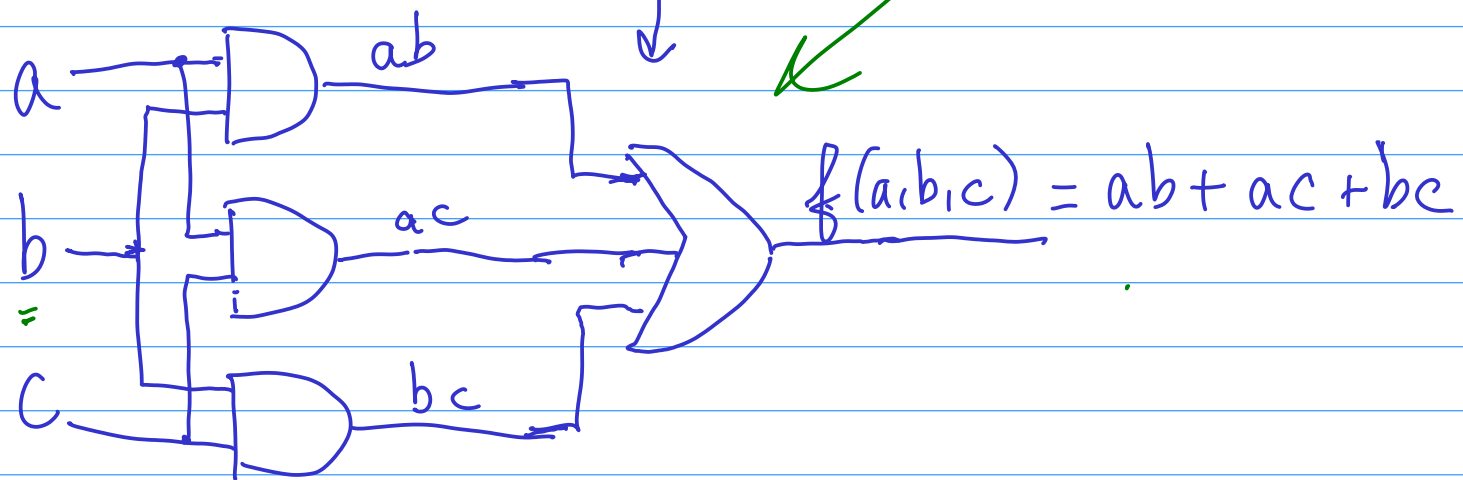 a
ab
f(a,b,c) = ab + ac + bc
b
ac
c
bc